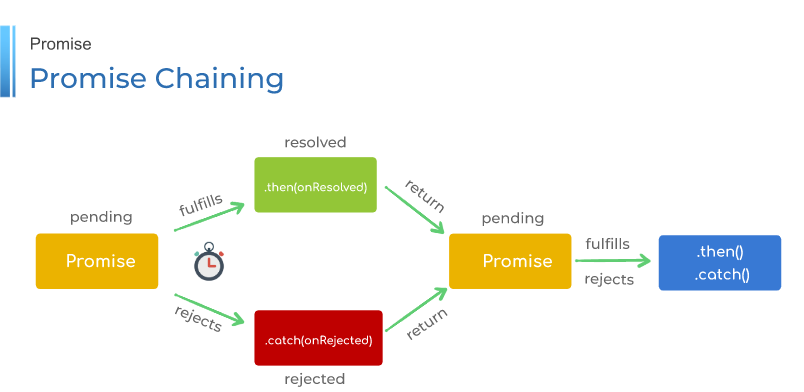 Promise
Promise Chaining
resolved
.then(onResolved)
fulfills
return
pending
Promise
pending
Promise
fulfills
rejects
.then()
.catch()
rejects
.catch(onRejected)
return
rejected